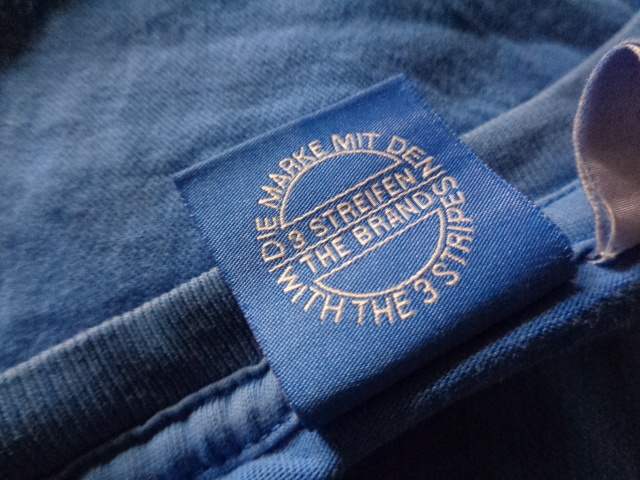 DIE MARKE MIT DEN
3 STREIFEN
THE BRAND
WITH THE 3 STRIPES